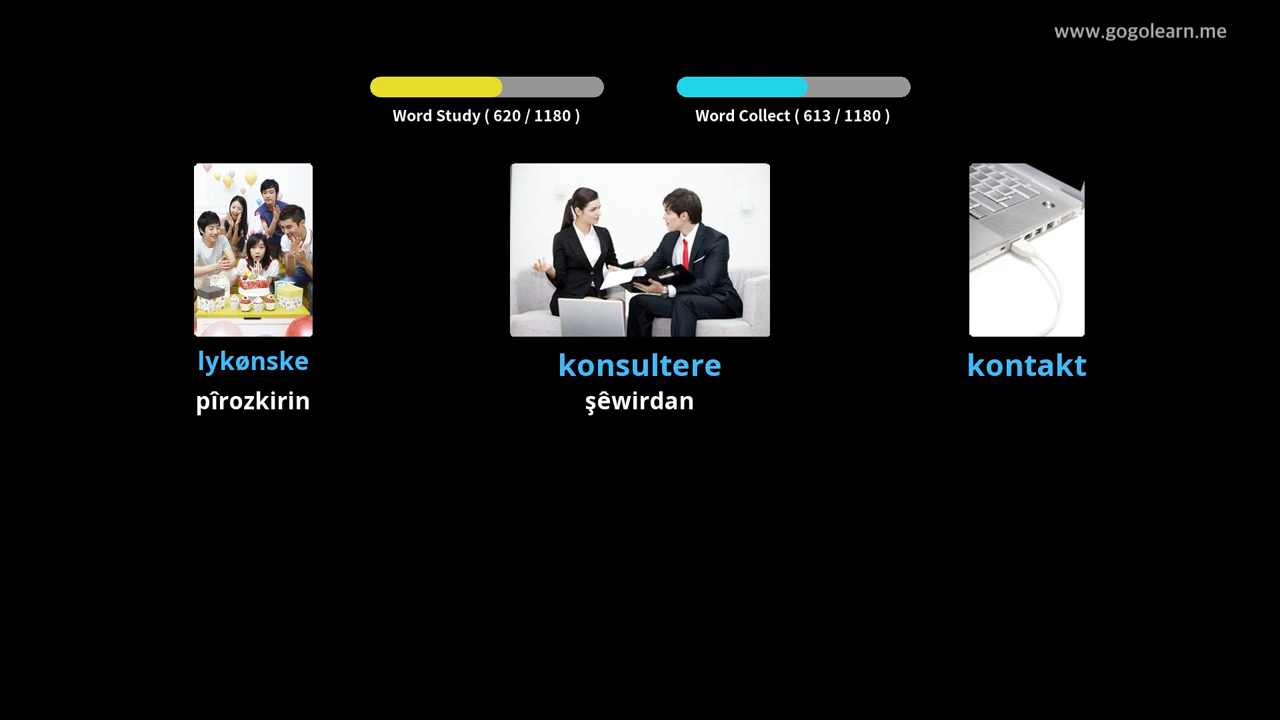 www.gogolearn.me
Word Study ( 620 / 1180 )
Word Collect ( 613 / 1180 )
lykønske
pîrozkirin
konsultere
şêwirdan
kontakt